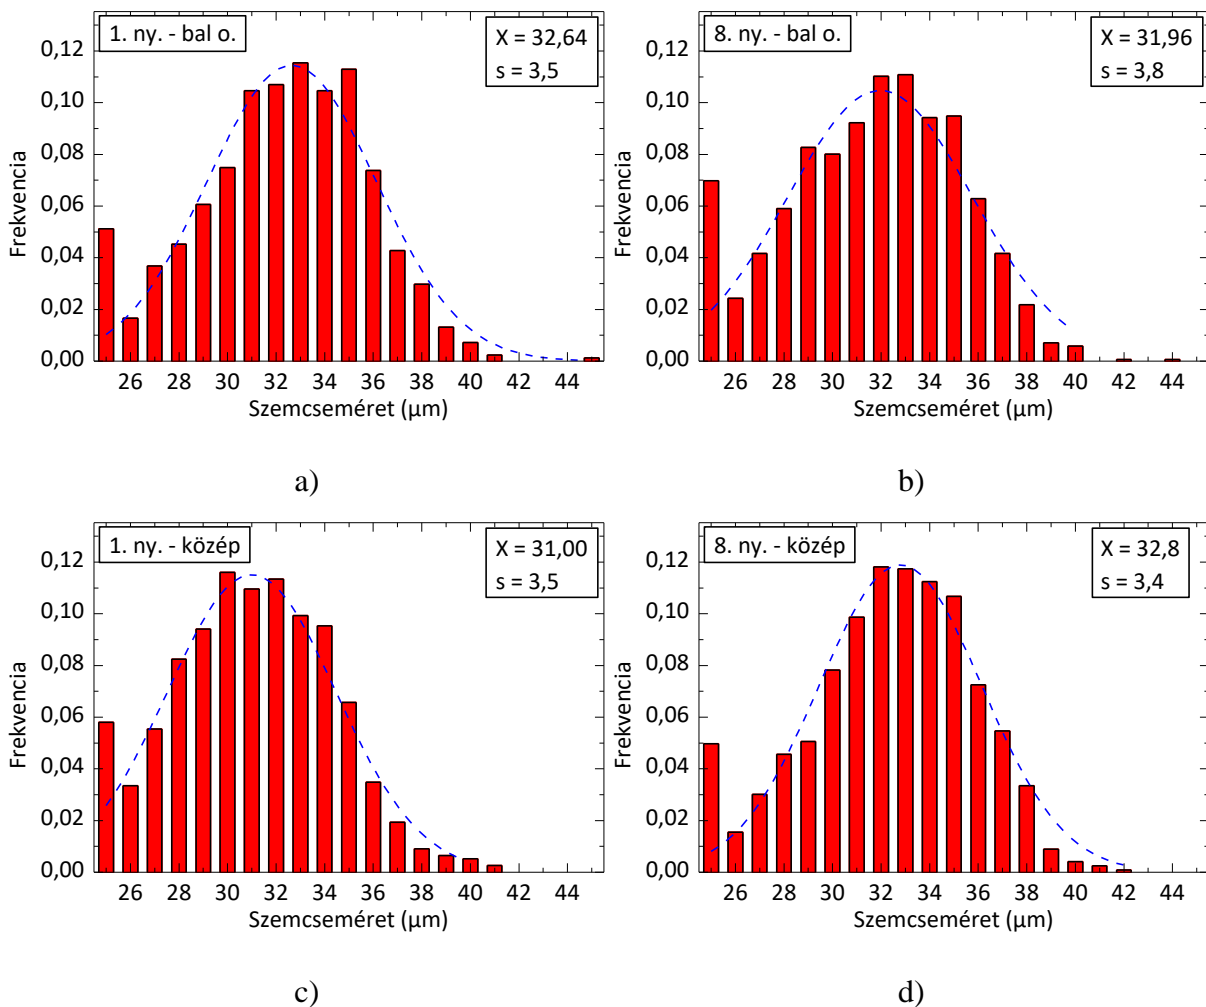 1. ny. - bal o.
X = 32,64
s = 3,5
0,12
0,10
0,08
0,06
0,04
0,02
0,00
Frekvencia
26 28 30 32 34 36 38 40 42 44
Szemcseméret (µm)
a)
8. ny. - bal o.
X = 31,96
s = 3,8
0,12
0,10
0,08
0,06
0,04
0,02
0,00
Frekvencia
26 28 30 32 34 36 38 40 42 44
Szemcseméret (µm)
b)
1. ny. - közép
X = 31,00
s = 3,5
0,12
0,10
0,08
0,06
0,04
0,02
0,00
Frekvencia
26 28 30 32 34 36 38 40 42 44
Szemcseméret (µm)
c)
8. ny. - közép
X = 32,8
s = 3,4
0,12
0,10
0,08
0,06
0,04
0,02
0,00
Frekvencia
26 28 30 32 34 36 38 40 42 44
Szemcseméret (µm)
d)